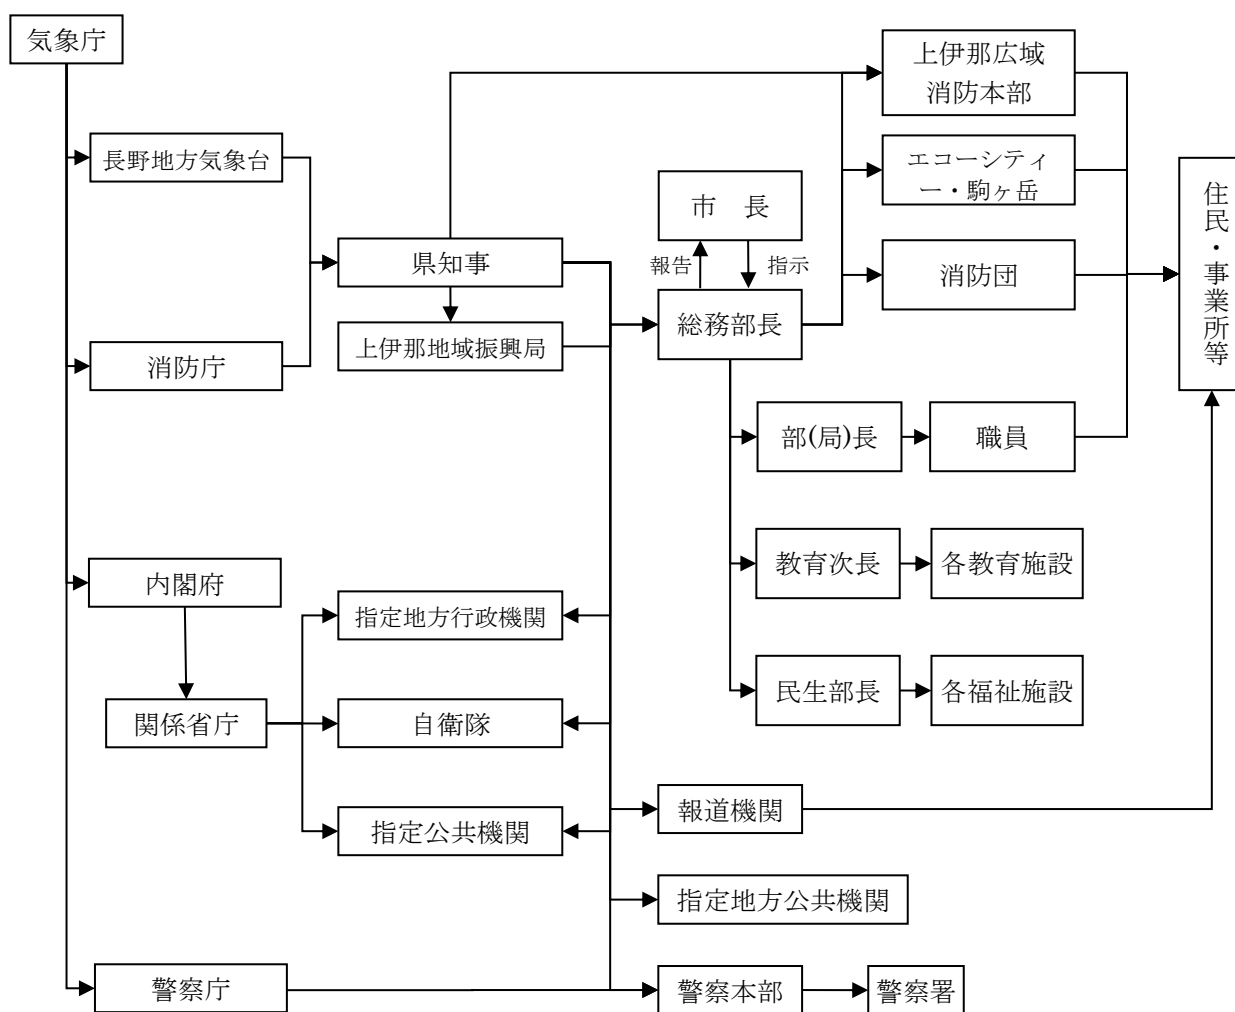 気象庁
上伊那広域
消防本部
長野地方気象台
エコーシティ
ー・駒ヶ岳
住民・事業所等
市　長
県知事
報告
指示
消防団
総務部長
上伊那地域振興局
消防庁
部(局)長
職員
教育次長
各教育施設
内閣府
指定地方行政機関
民生部長
各福祉施設
関係省庁
自衛隊
報道機関
指定公共機関
指定地方公共機関
警察庁
警察本部
警察署